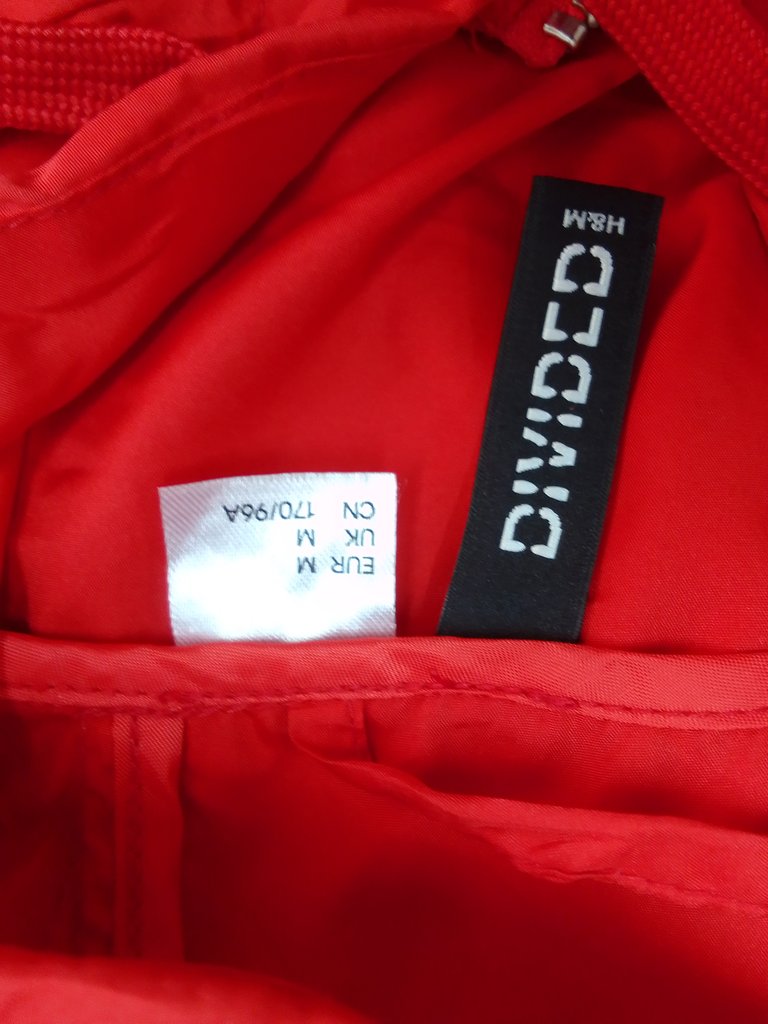 H&M
DIVIDED
EUR M
UK M
CN 170/96A